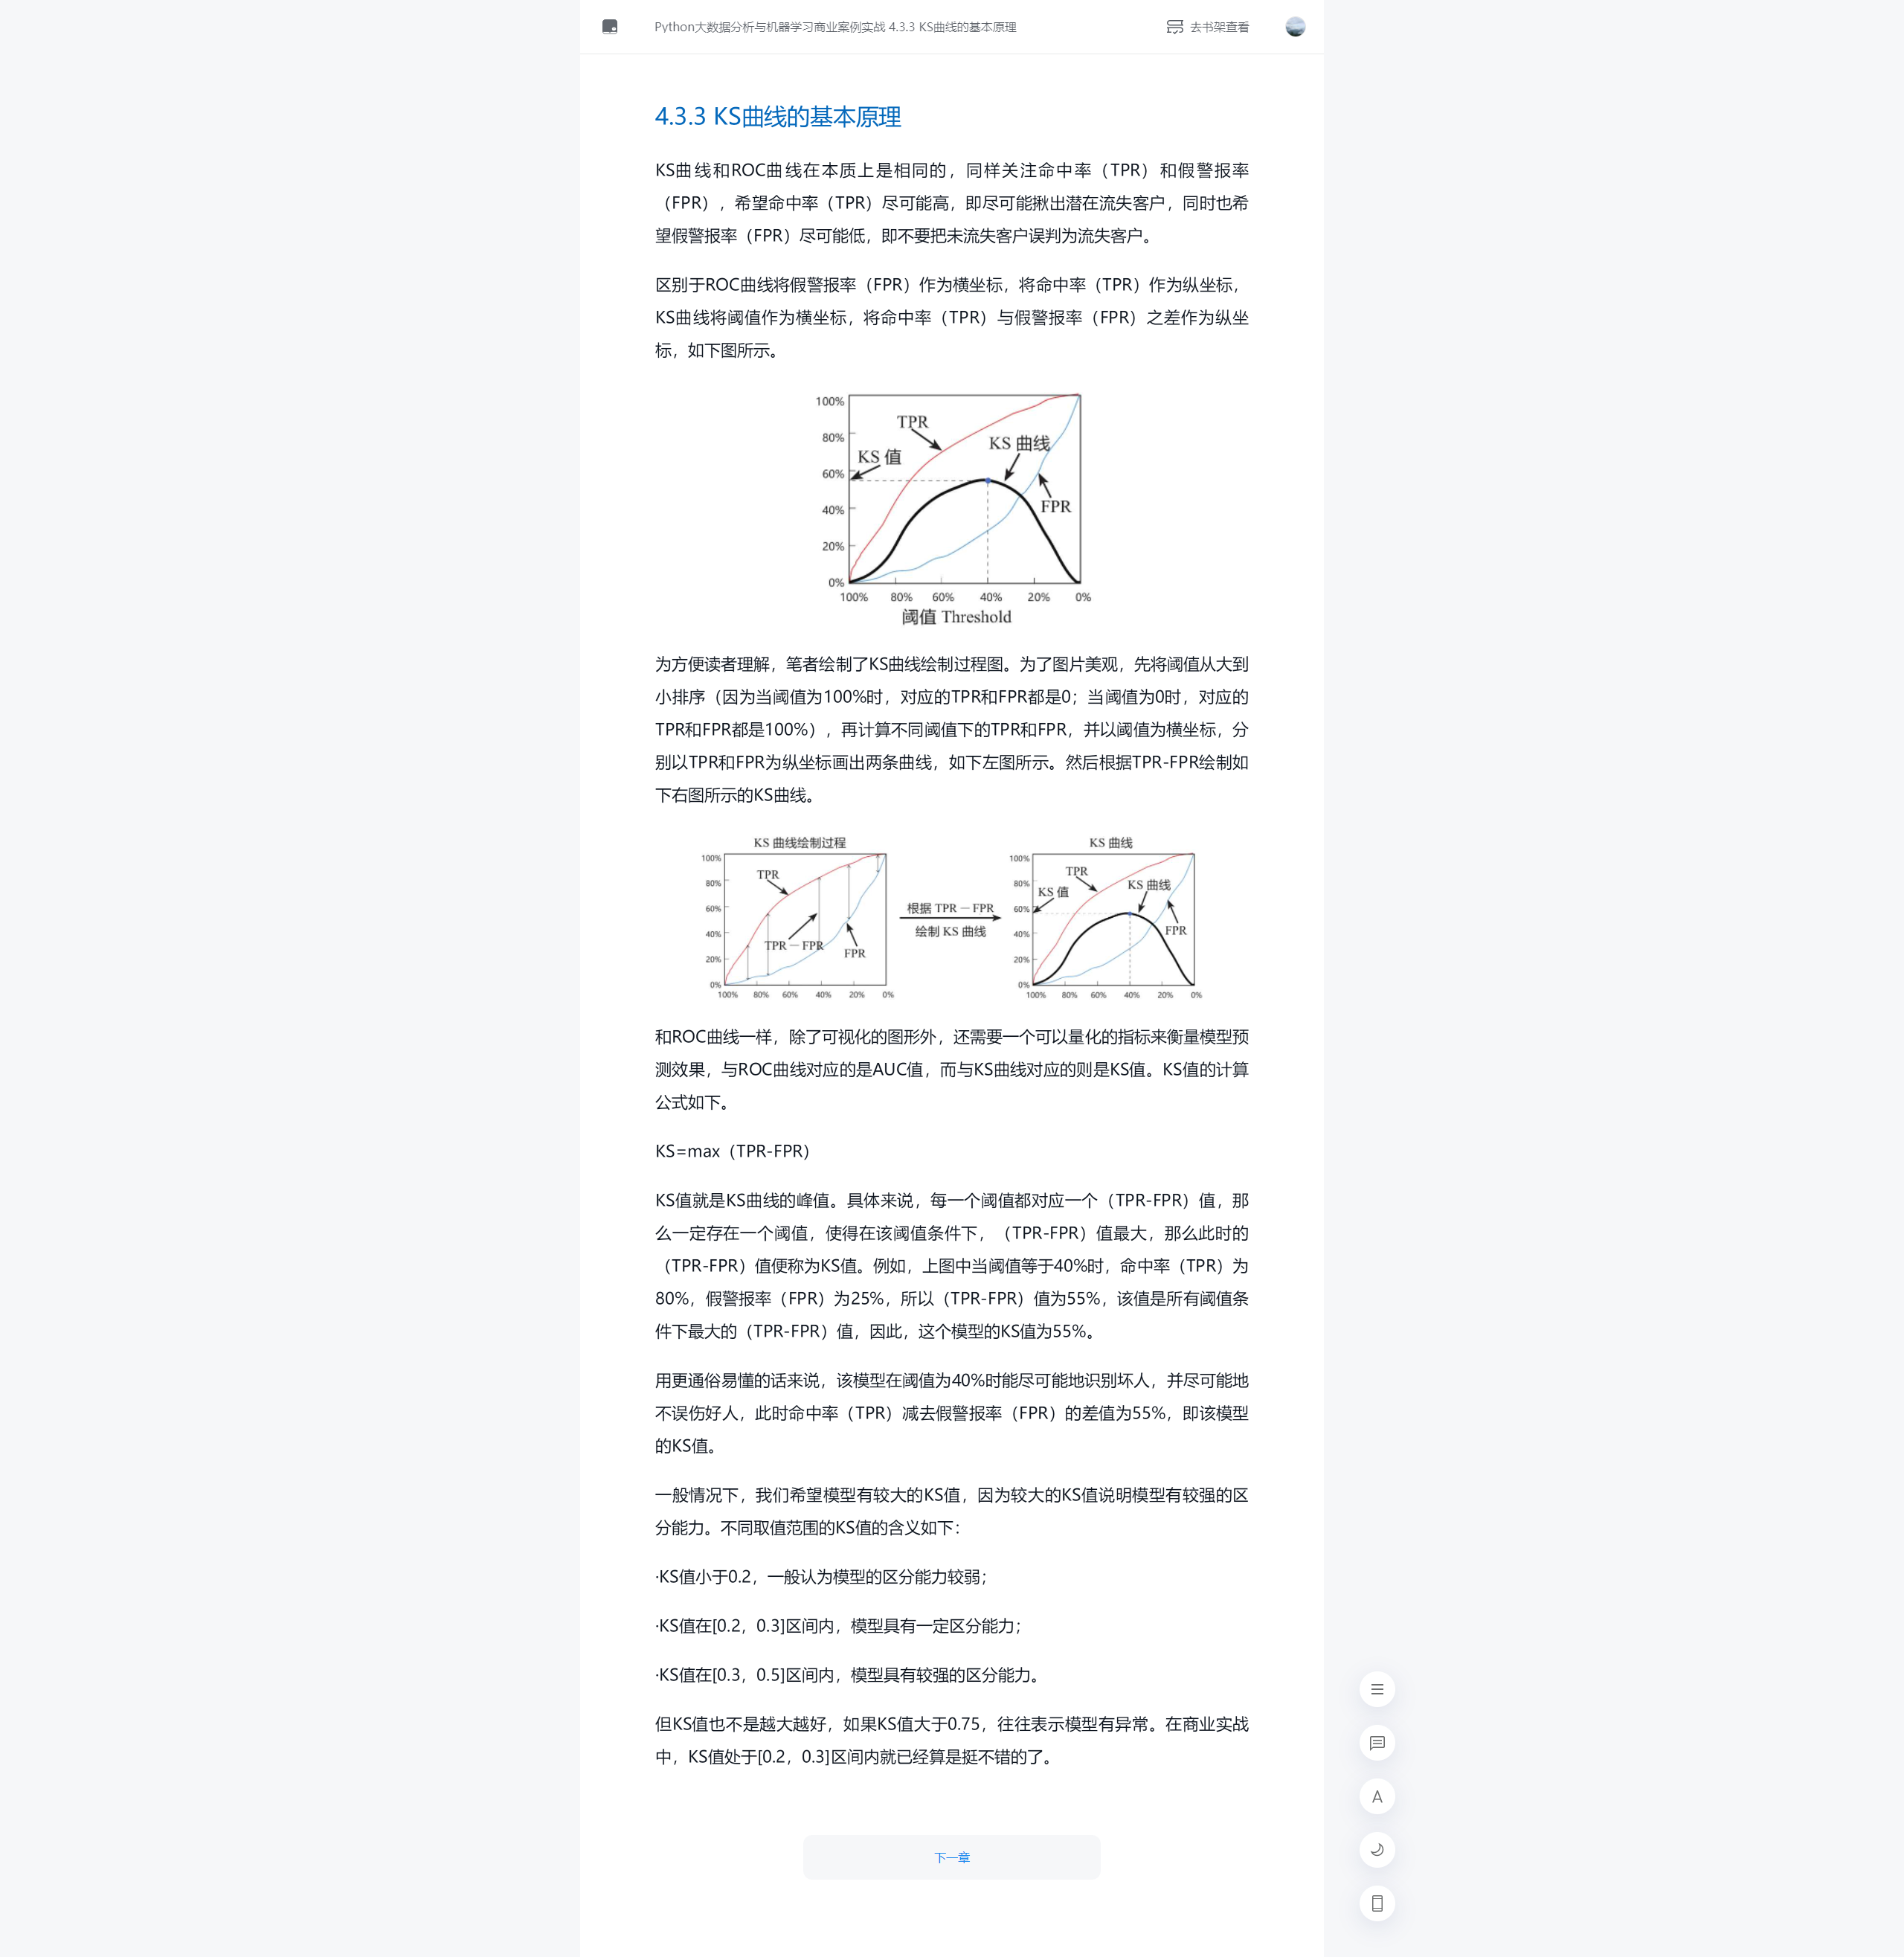 Python大数据分析与机器学习商业案例实战 4.3.3 KS曲线的基本原理
去书架查看
4.3.3 KS曲线的基本原理
KS曲线和ROC曲线在本质上是相同的，同样关注命中率（TPR）和假警报率
（FPR），希望命中率（TPR）尽可能高，即尽可能揪出潜在流失客户，同时也希
望假警报率（FPR）尽可能低，即不要把未流失客户误判为流失客户。
区别于ROC曲线将假警报率（FPR）作为横坐标，将命中率（TPR）作为纵坐标，
KS曲线将阈值作为横坐标，将命中率（TPR）与假警报率（FPR）之差作为纵坐
标，如下图所示。
100%
TPR
80%
KS 曲线
KS 值
60%
FPR
40%
20%
0%
100% 80% 60% 40% 20% 0%
阈值 Threshold
为方便读者理解，笔者绘制了KS曲线绘制过程图。为了图片美观，先将阈值从大到
小排序（因为当阈值为100%时，对应的TPR和FPR都是0；当阈值为0时，对应的
TPR和FPR都是100%），再计算不同阈值下的TPR和FPR，并以阈值为横坐标，分
别以TPR和FPR为纵坐标画出两条曲线，如下左图所示。然后根据TPR-FPR绘制如
下右图所示的KS曲线。
KS 曲线绘制过程
100%
TPR
80%
60%
40%
TPR－FPR
FPR
20%
0%
100% 80% 60% 40% 20% 0%
根据 TPR－FPR
绘制 KS 曲线
KS 曲线
100%
TPR
80%
KS 曲线
KS 值
60%
FPR
40%
20%
0%
100% 80% 60% 40% 20% 0%
和ROC曲线一样，除了可视化的图形外，还需要一个可以量化的指标来衡量模型预
测效果，与ROC曲线对应的是AUC值，而与KS曲线对应的则是KS值。KS值的计算
公式如下。
KS=max（TPR-FPR）
KS值就是KS曲线的峰值。具体来说，每一个阈值都对应一个（TPR-FPR）值，那
么一定存在一个阈值，使得在该阈值条件下，（TPR-FPR）值最大，那么此时的
（TPR-FPR）值便称为KS值。例如，上图中当阈值等于40%时，命中率（TPR）为
80%，假警报率（FPR）为25%，所以（TPR-FPR）值为55%，该值是所有阈值条
件下最大的（TPR-FPR）值，因此，这个模型的KS值为55%。
用更通俗易懂的话来说，该模型在阈值为40%时能尽可能地识别坏人，并尽可能地
不误伤好人，此时命中率（TPR）减去假警报率（FPR）的差值为55%，即该模型
的KS值。
一般情况下，我们希望模型有较大的KS值，因为较大的KS值说明模型有较强的区
分能力。不同取值范围的KS值的含义如下：
·KS值小于0.2，一般认为模型的区分能力较弱；
·KS值在[0.2，0.3]区间内，模型具有一定区分能力；
·KS值在[0.3，0.5]区间内，模型具有较强的区分能力。
但KS值也不是越大越好，如果KS值大于0.75，往往表示模型有异常。在商业实战
中，KS值处于[0.2，0.3]区间内就已经算是挺不错的了。
A
下一章